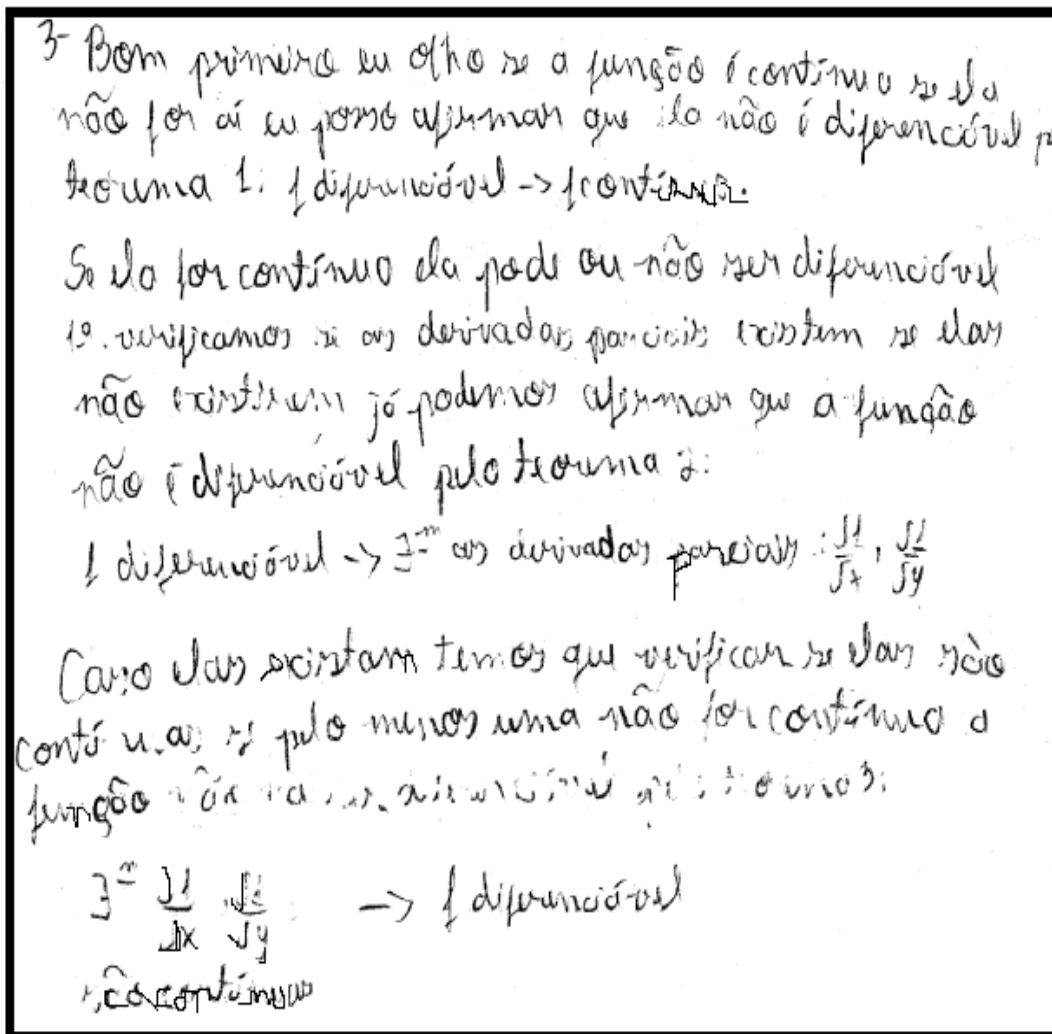 3- Bom primeiro eu olho se a função é contínua se ela
não for aí eu posso afirmar que ela não é diferenciável p
teorema 1: f diferenciável -> f contínua.
Se ela for contínua ela pode ou não ser diferenciável
1º. verificamos se as derivadas parciais existem se elas
não existirem já podemos afirmar que a função
não é diferenciável pelo teorema 2:
f diferenciável -> ∃m as derivadas parciais: ∂f/∂x, ∂f/∂y
Caso elas existam temos que verificar se elas são
contínuas se pelo menos uma não for contínua a
função não
∃m ∂f/∂x ∂f/∂y -> f diferenciável
são contínuas